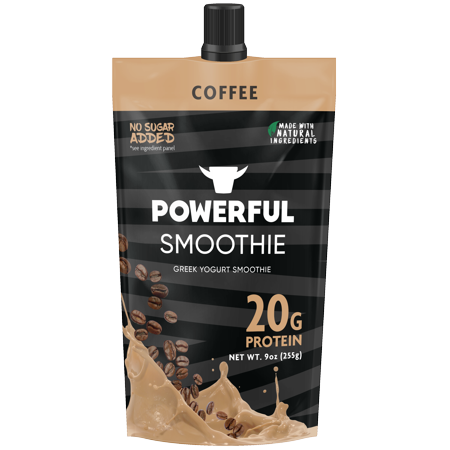 COFFEE
NO SUGAR
ADDED
*see ingredient panel
MADE WITH
NATURAL
INGREDIENTS
POWERFUL
SMOOTHIE
GREEK YOGURT SMOOTHIE
20G
PROTEIN
NET WT. 9oz (255g)